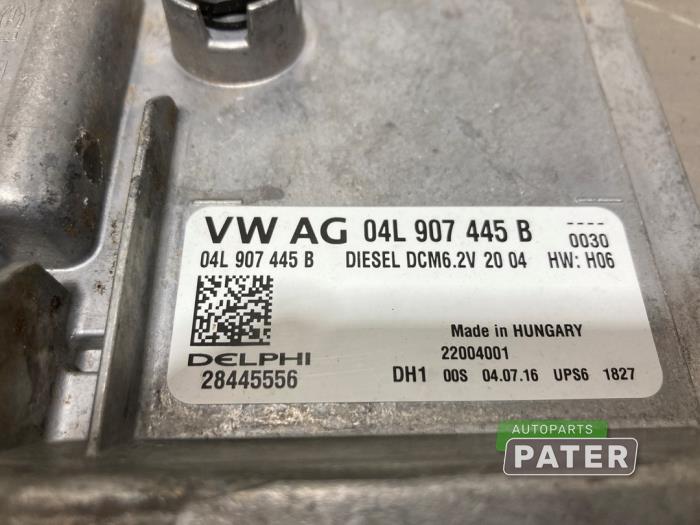 VW AG 04L 907 445 B
----
0030
04L 907 445 B DIESEL DCM6.2V 20 04 HW: H06
Made in HUNGARY
DELPHI
22004001
28445556
DH1 00S 04.07.16 UPS6 1827
AUTOPARTS
PATER